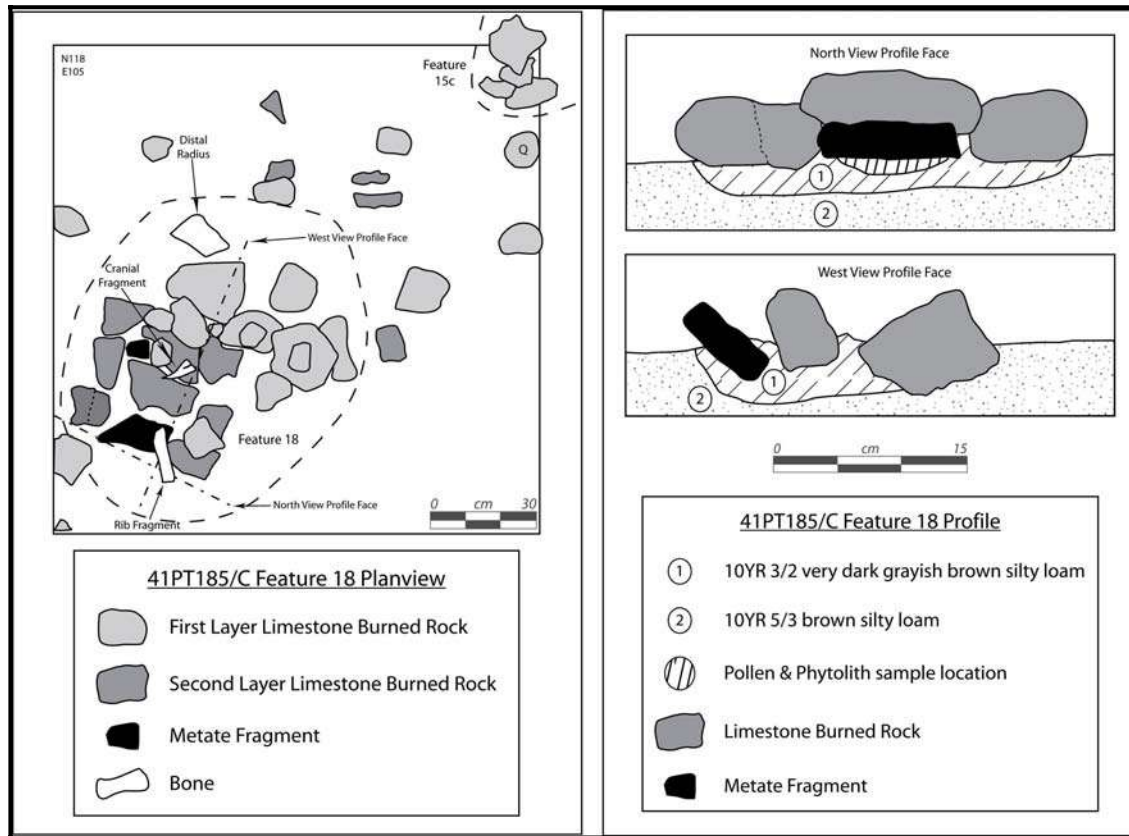 N118
E105
Feature
15c
Distal
Radius
Q
West View Profile Face
Cranial
Fragment
Feature 18
North View Profile Face
Rib Fragment
0 cm 30
41PT185/C Feature 18 Planview
First Layer Limestone Burned Rock
Second Layer Limestone Burned Rock
Metate Fragment
Bone
North View Profile Face
1
2
West View Profile Face
1
2
0 cm 15
41PT185/C Feature 18 Profile
1 10YR 3/2 very dark grayish brown silty loam
2 10YR 5/3 brown silty loam
Pollen & Phytolith sample location
Limestone Burned Rock
Metate Fragment